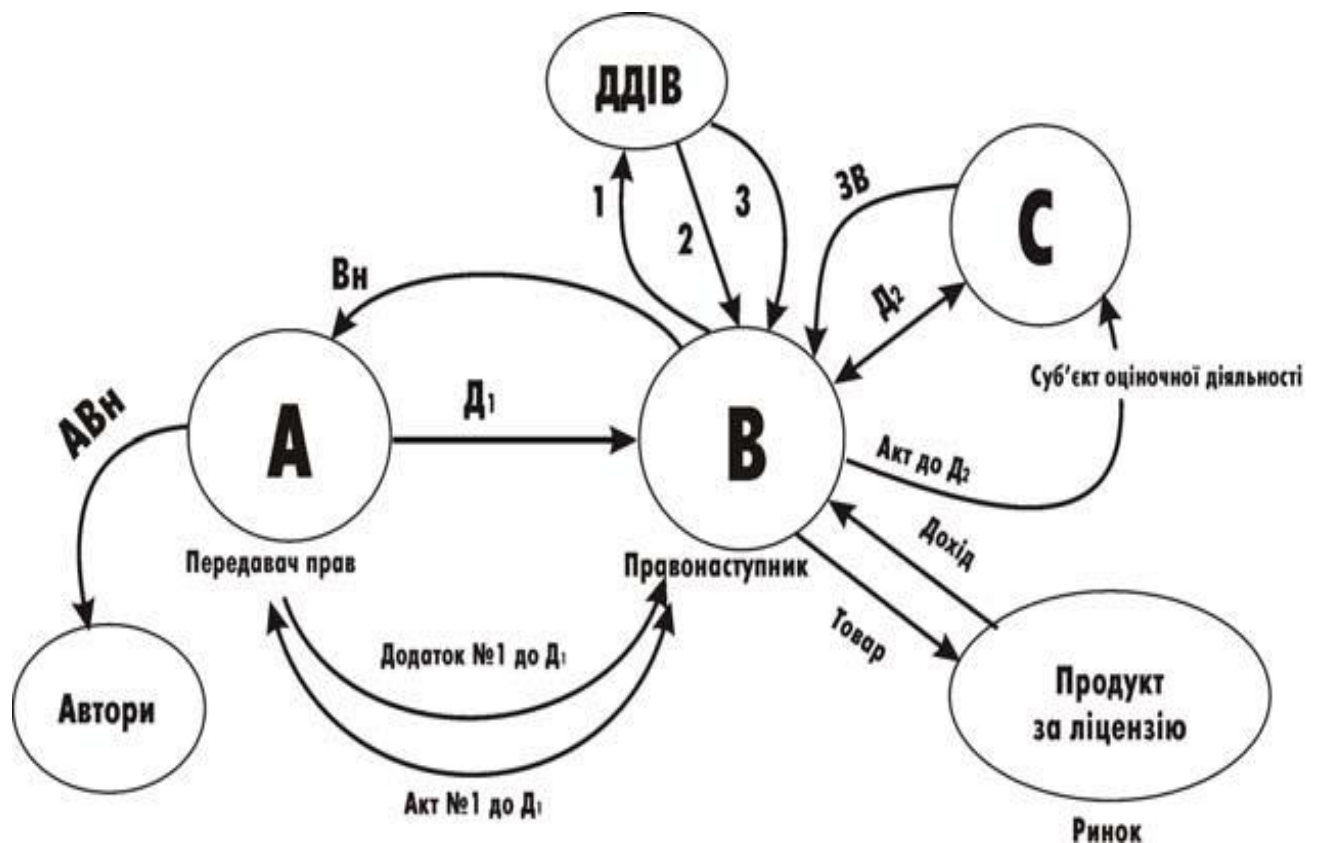 ДДІВ
1
2
3
ЗВ
С
Вн
Д₂
АВн
А
Д₁
В
Суб'єкт оціночної діяльності
Акт до Д₂
Передавач прав
Правонаступник
Дохід
Товар
Додаток №1 до Д₁
Автори
Продукт
за ліцензію
Акт №1 до Д₁
Ринок